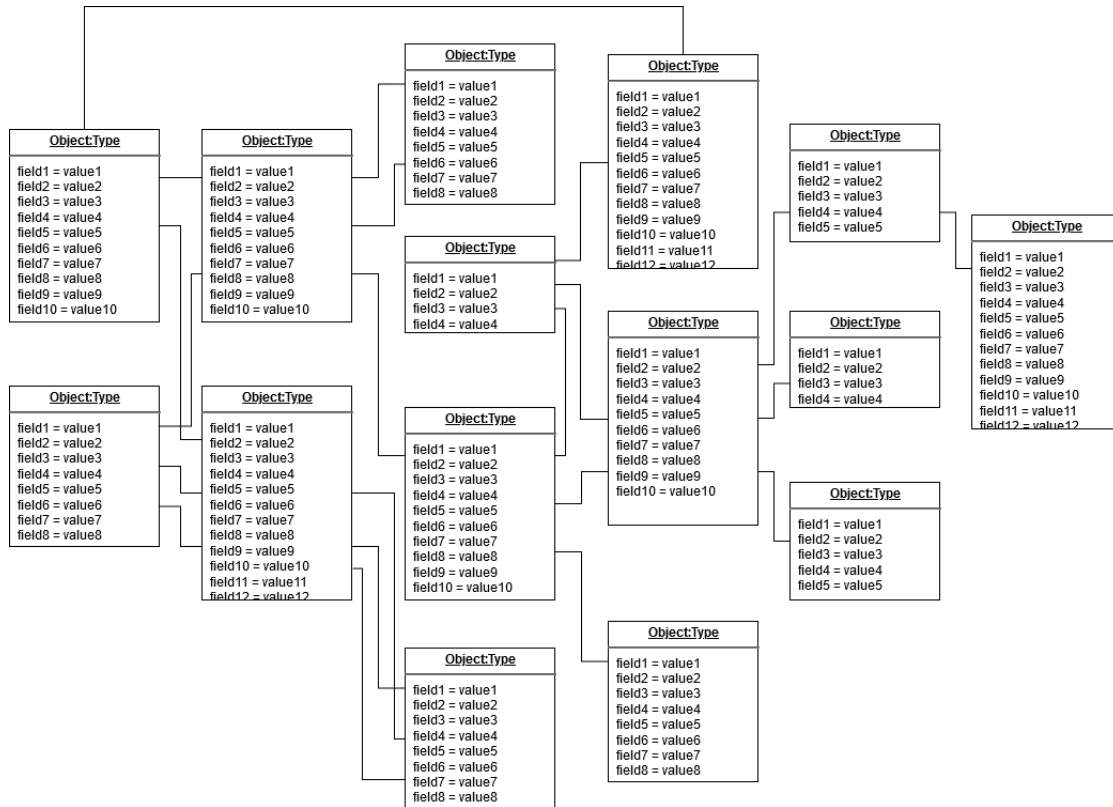 Object:Type
field1 = value1
field2 = value2
field3 = value3
field4 = value4
field5 = value5
field6 = value6
field7 = value7
field8 = value8
field9 = value9
field10 = value10
Object:Type
field1 = value1
field2 = value2
field3 = value3
field4 = value4
field5 = value5
field6 = value6
field7 = value7
field8 = value8
Object:Type
field1 = value1
field2 = value2
field3 = value3
field4 = value4
field5 = value5
field6 = value6
field7 = value7
field8 = value8
field9 = value9
field10 = value10
Object:Type
field1 = value1
field2 = value2
field3 = value3
field4 = value4
field5 = value5
field6 = value6
field7 = value7
field8 = value8
field9 = value9
field10 = value10
field11 = value11
field12 = value12
Object:Type
field1 = value1
field2 = value2
field3 = value3
field4 = value4
field5 = value5
field6 = value6
field7 = value7
field8 = value8
Object:Type
field1 = value1
field2 = value2
field3 = value3
field4 = value4
Object:Type
field1 = value1
field2 = value2
field3 = value3
field4 = value4
field5 = value5
field6 = value6
field7 = value7
field8 = value8
field9 = value9
field10 = value10
Object:Type
field1 = value1
field2 = value2
field3 = value3
field4 = value4
field5 = value5
field6 = value6
field7 = value7
field8 = value8
Object:Type
field1 = value1
field2 = value2
field3 = value3
field4 = value4
field5 = value5
field6 = value6
field7 = value7
field8 = value8
field9 = value9
field10 = value10
field11 = value11
field12 = value12
Object:Type
field1 = value1
field2 = value2
field3 = value3
field4 = value4
field5 = value5
field6 = value6
field7 = value7
field8 = value8
field9 = value9
field10 = value10
Object:Type
field1 = value1
field2 = value2
field3 = value3
field4 = value4
field5 = value5
field6 = value6
field7 = value7
field8 = value8
Object:Type
field1 = value1
field2 = value2
field3 = value3
field4 = value4
field5 = value5
Object:Type
field1 = value1
field2 = value2
field3 = value3
field4 = value4
Object:Type
field1 = value1
field2 = value2
field3 = value3
field4 = value4
field5 = value5
Object:Type
field1 = value1
field2 = value2
field3 = value3
field4 = value4
field5 = value5
field6 = value6
field7 = value7
field8 = value8
field9 = value9
field10 = value10
field11 = value11
field12 = value12